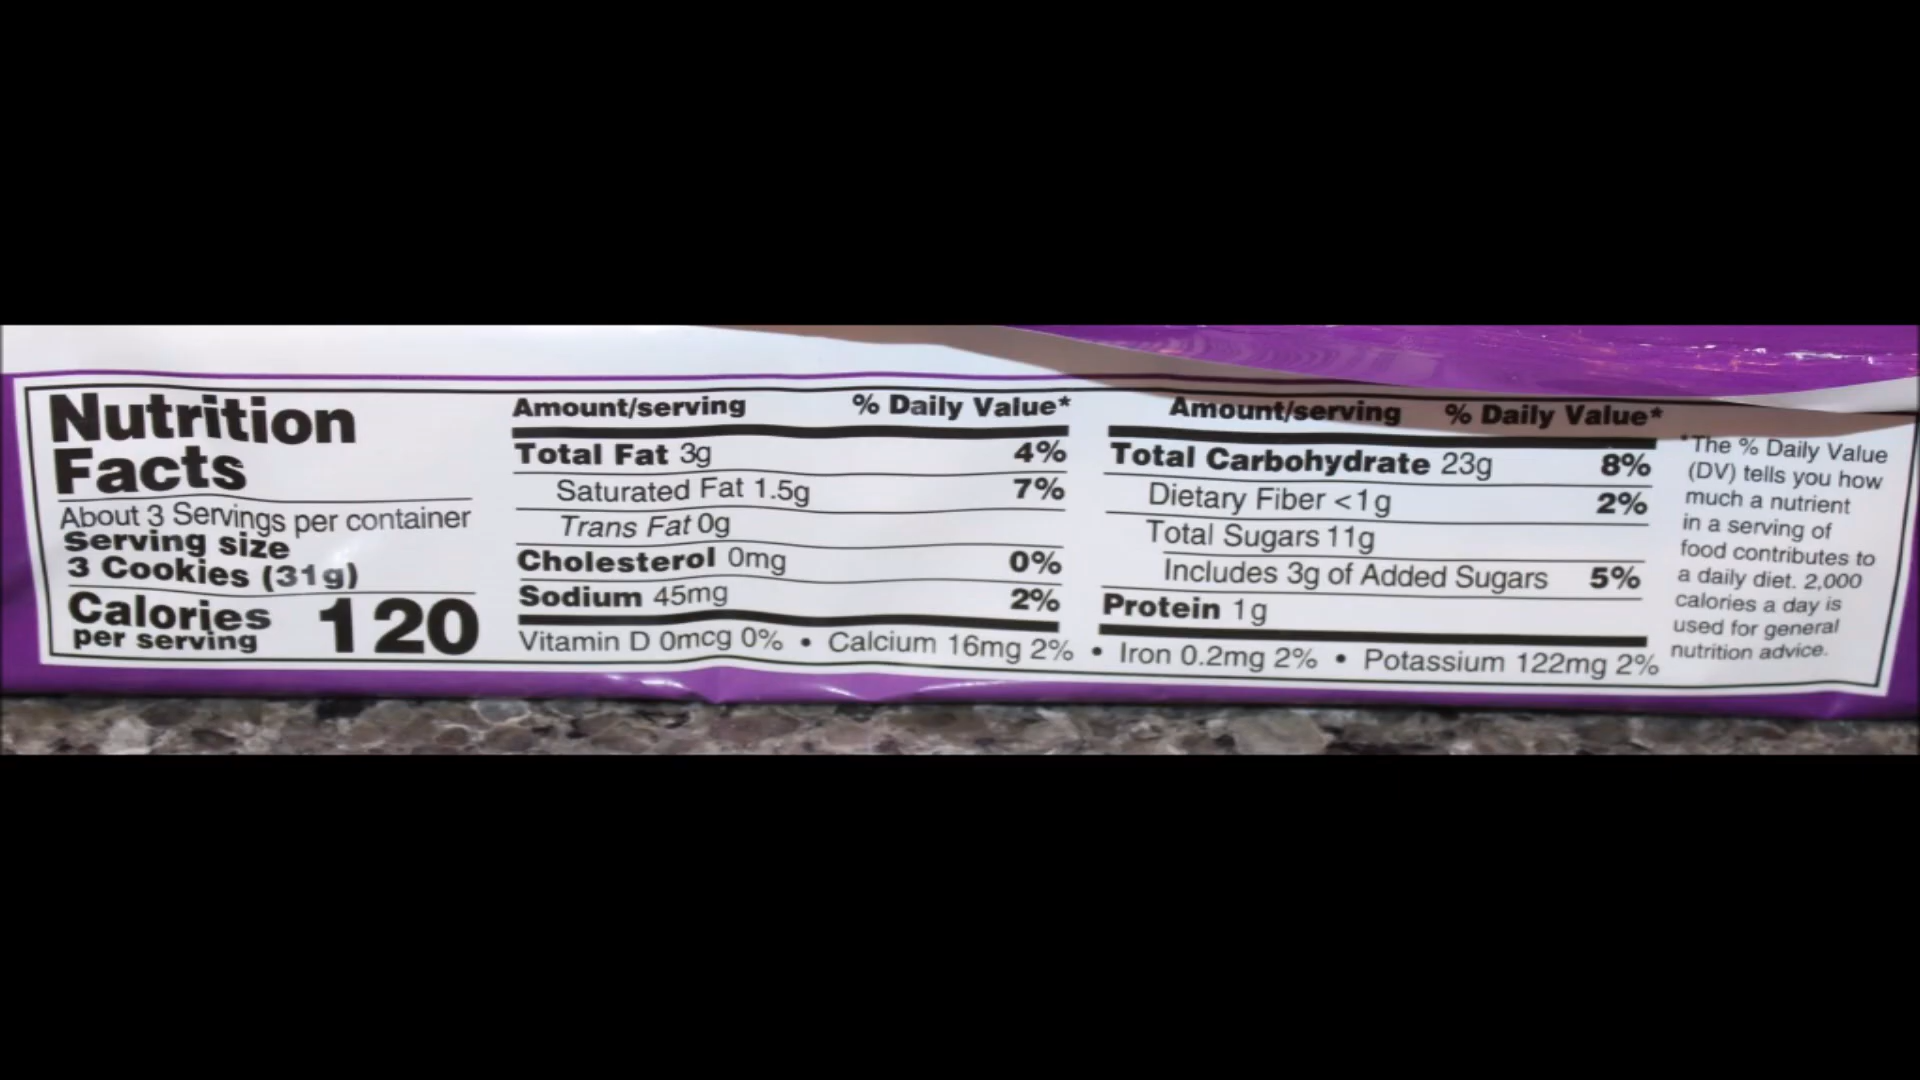 Nutrition
Facts
About 3 Servings per container
Serving size
3 Cookies (31g)
Calories 120
per serving
Amount/serving % Daily Value*
Total Fat 3g 4%
Saturated Fat 1.5g 7%
Trans Fat 0g
Cholesterol 0mg 0%
Sodium 45mg 2%
Amount/serving % Daily Value*
Total Carbohydrate 23g 8%
Dietary Fiber <1g 2%
Total Sugars 11g
Includes 3g of Added Sugars 5%
Protein 1g
Vitamin D 0mcg 0% • Calcium 16mg 2% • Iron 0.2mg 2% • Potassium 122mg 2%
*The % Daily Value
(DV) tells you how
much a nutrient
in a serving of
food contributes to
a daily diet. 2,000
calories a day is
used for general
nutrition advice.